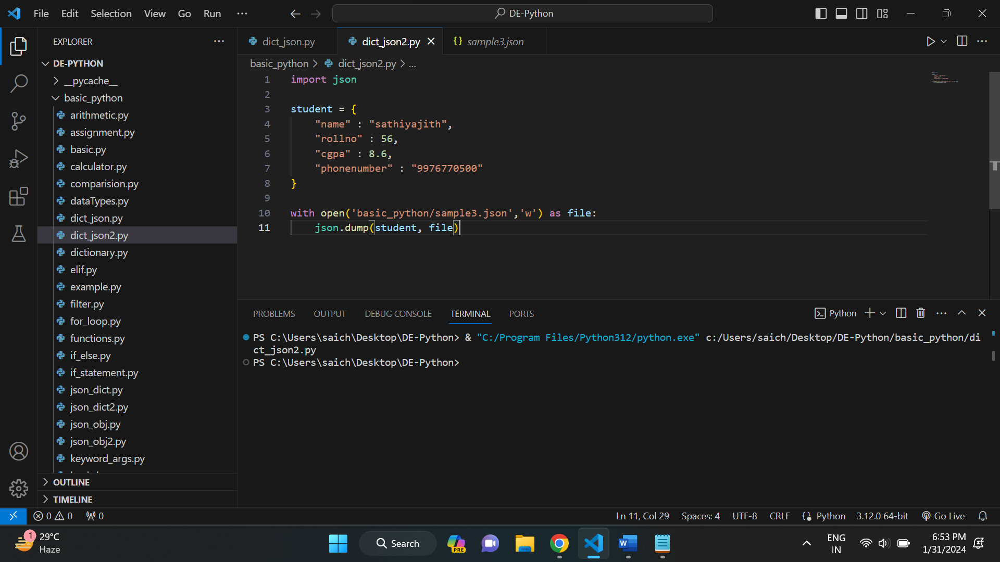 File Edit Selection View Go Run ··· DE-Python
EXPLORER ···
DE-PYTHON
__pycache__
basic_python
arithmetic.py
assignment.py
basic.py
calculator.py
comparision.py
dataTypes.py
dict_json.py
dict_json2.py
dictionary.py
elif.py
example.py
filter.py
for_loop.py
functions.py
if_else.py
if_statement.py
json_dict.py
json_dict2.py
json_obj.py
json_obj2.py
keyword_args.py
OUTLINE
TIMELINE
dict_json.py dict_json2.py {} sample3.json
basic_python > dict_json2.py > ...
1 import json
2
3 student = {
4 "name" : "sathiyajith",
5 "rollno" : 56,
6 "cgpa" : 8.6,
7 "phonenumber" : "9976770500"
8 }
9
10 with open('basic_python/sample3.json','w') as file:
11 json.dump(student, file)
PROBLEMS OUTPUT DEBUG CONSOLE TERMINAL PORTS Python
PS C:\Users\saich\Desktop\DE-Python> & "C:/Program Files/Python312/python.exe" c:/Users/saich/Desktop/DE-Python/basic_python/di
ct_json2.py
PS C:\Users\saich\Desktop\DE-Python>
0 0 0 Ln 11, Col 29 Spaces: 4 UTF-8 CRLF Python 3.12.0 64-bit Go Live
1 29°C
Haze
Search
PRE
W
ENG
IN
6:53 PM
1/31/2024